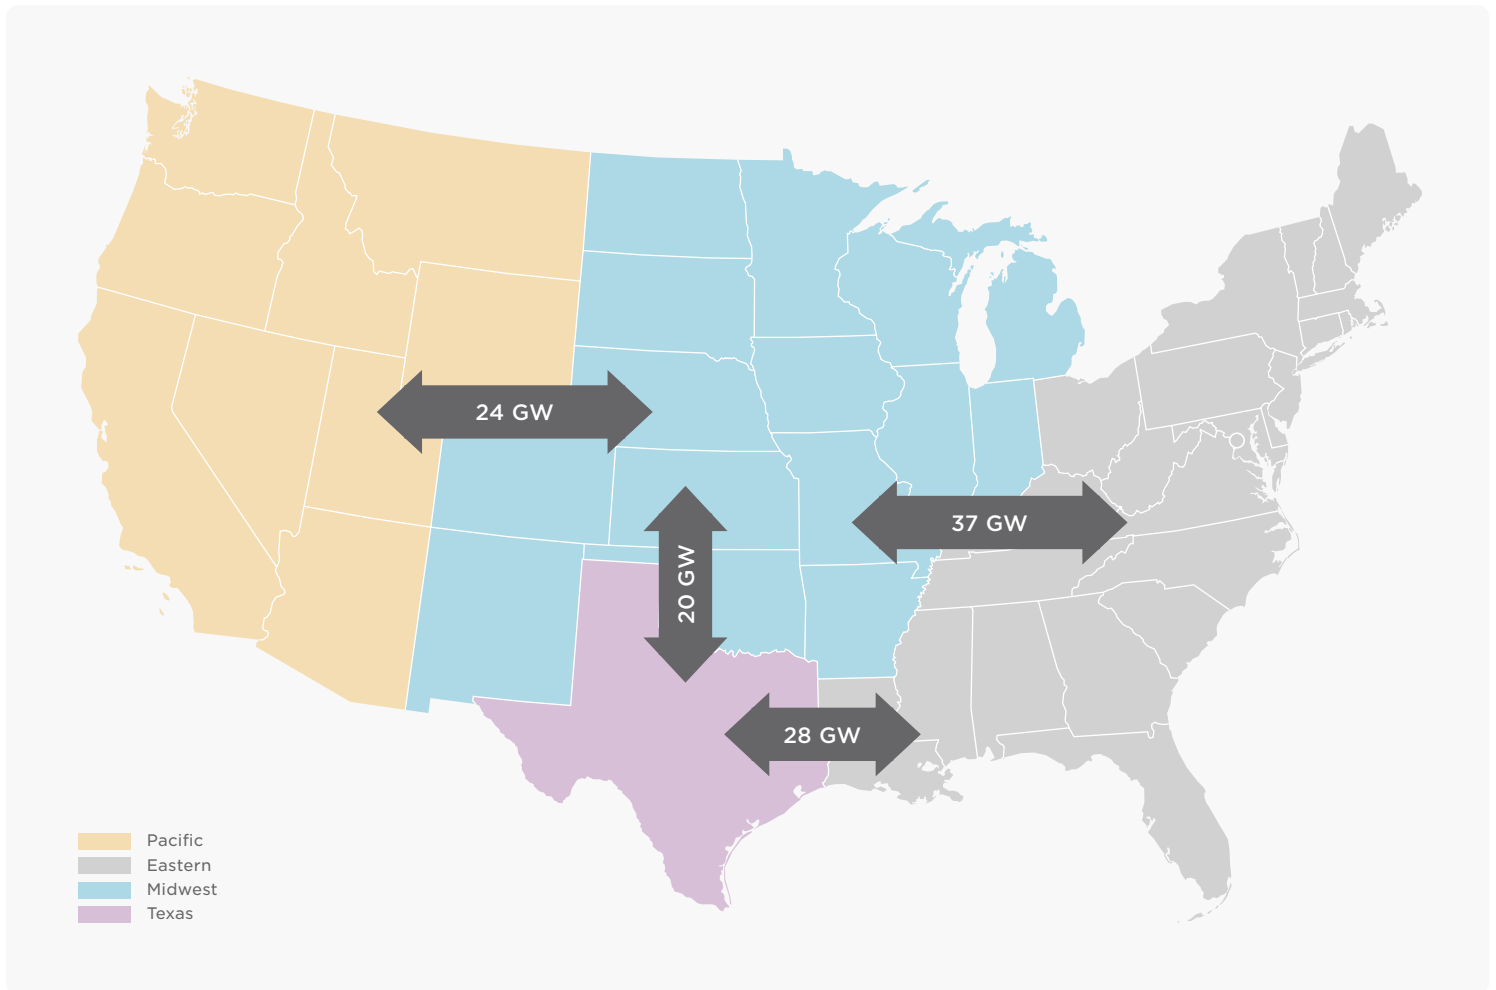 24 GW
37 GW
20 GW
28 GW
Pacific
Eastern
Midwest
Texas